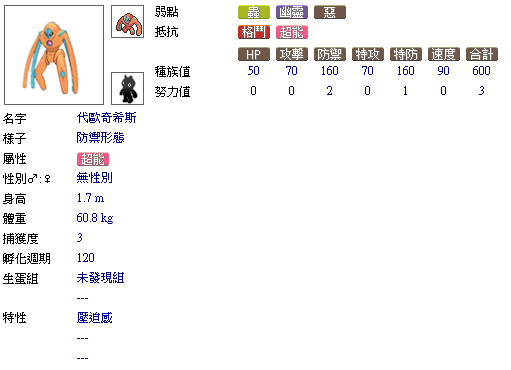 弱點 蟲 幽靈 惡
抵抗 格鬥 超能
HP 攻擊 防禦 特攻 特防 速度 合計
種族值 50 70 160 70 160 90 600
努力值 0 0 2 0 1 0 3
名字 代歐奇希斯
樣子 防禦形態
屬性 超能
性別♂:♀ 無性別
身高 1.7 m
體重 60.8 kg
捕獲度 3
孵化週期 120
生蛋組 未發現組
---
特性 壓迫感
---
---